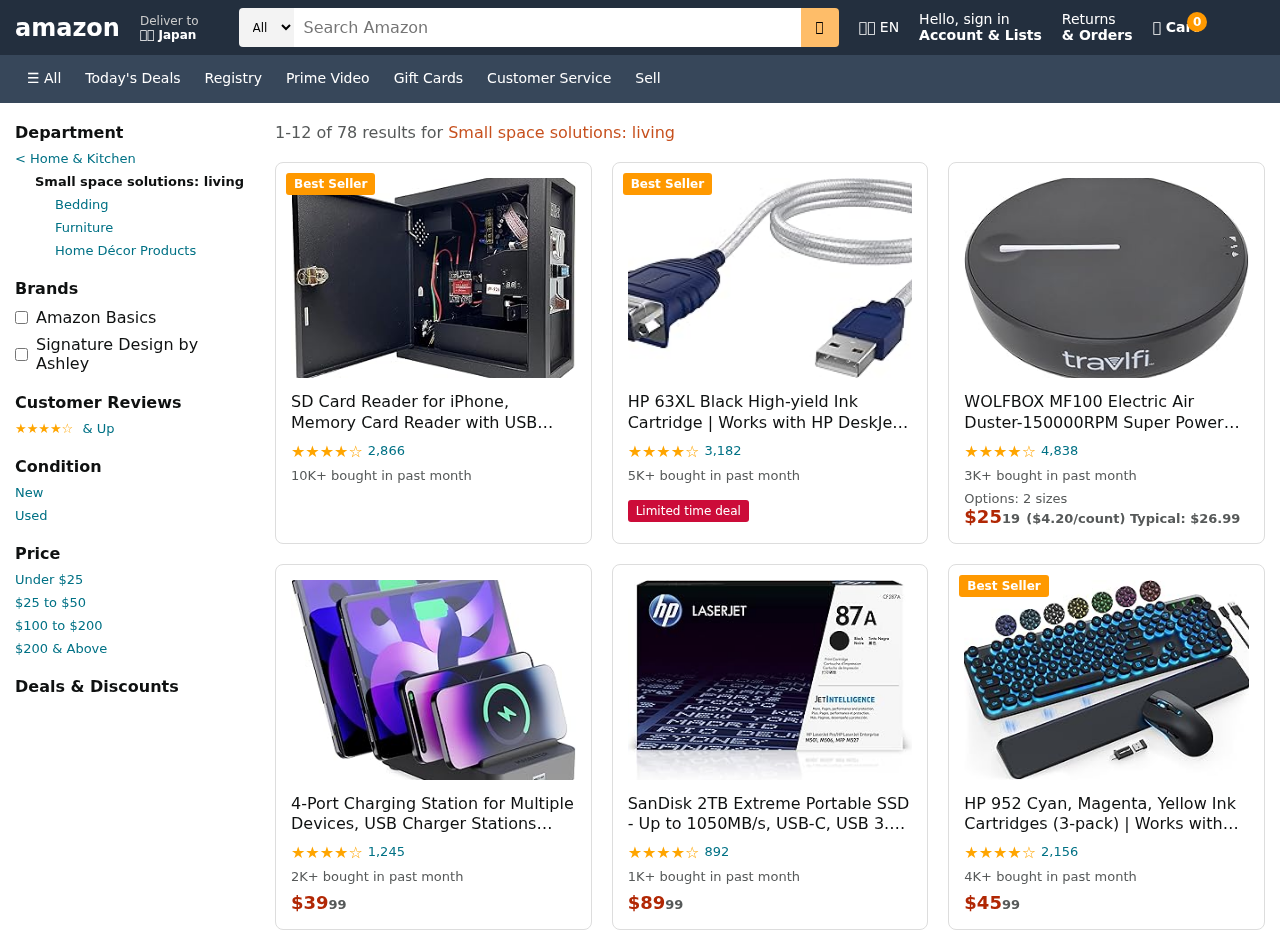 amazon
Deliver to
Japan
All
Search Amazon
EN
Hello, sign in
Account & Lists
Returns
& Orders
0
☰ All
Today's Deals
Registry
Prime Video
Gift Cards
Customer Service
Sell
Department
< Home & Kitchen
Small space solutions: living
Bedding
Furniture
Home Décor Products
Brands
Amazon Basics
Signature Design by
Ashley
Customer Reviews
★★★★☆ & Up
Condition
New
Used
Price
Under $25
$25 to $50
$100 to $200
$200 & Above
Deals & Discounts
1-12 of 78 results for Small space solutions: living
Best Seller
SD Card Reader for iPhone,
Memory Card Reader with USB…
★★★★☆ 2,866
10K+ bought in past month
Best Seller
HP 63XL Black High-yield Ink
Cartridge | Works with HP DeskJe…
★★★★☆ 3,182
5K+ bought in past month
Limited time deal
travlfi
WOLFBOX MF100 Electric Air
Duster-150000RPM Super Power…
★★★★☆ 4,838
3K+ bought in past month
Options: 2 sizes
$25 19 ($4.20/count) Typical: $26.99
4-Port Charging Station for Multiple
Devices, USB Charger Stations…
★★★★☆ 1,245
2K+ bought in past month
$39 99
hp
LASERJET
CF287A
87A
Black
JETINTELLIGENCE
SanDisk 2TB Extreme Portable SSD
- Up to 1050MB/s, USB-C, USB 3.…
★★★★☆ 892
1K+ bought in past month
$89 99
Best Seller
HP 952 Cyan, Magenta, Yellow Ink
Cartridges (3-pack) | Works with…
★★★★☆ 2,156
4K+ bought in past month
$45 99